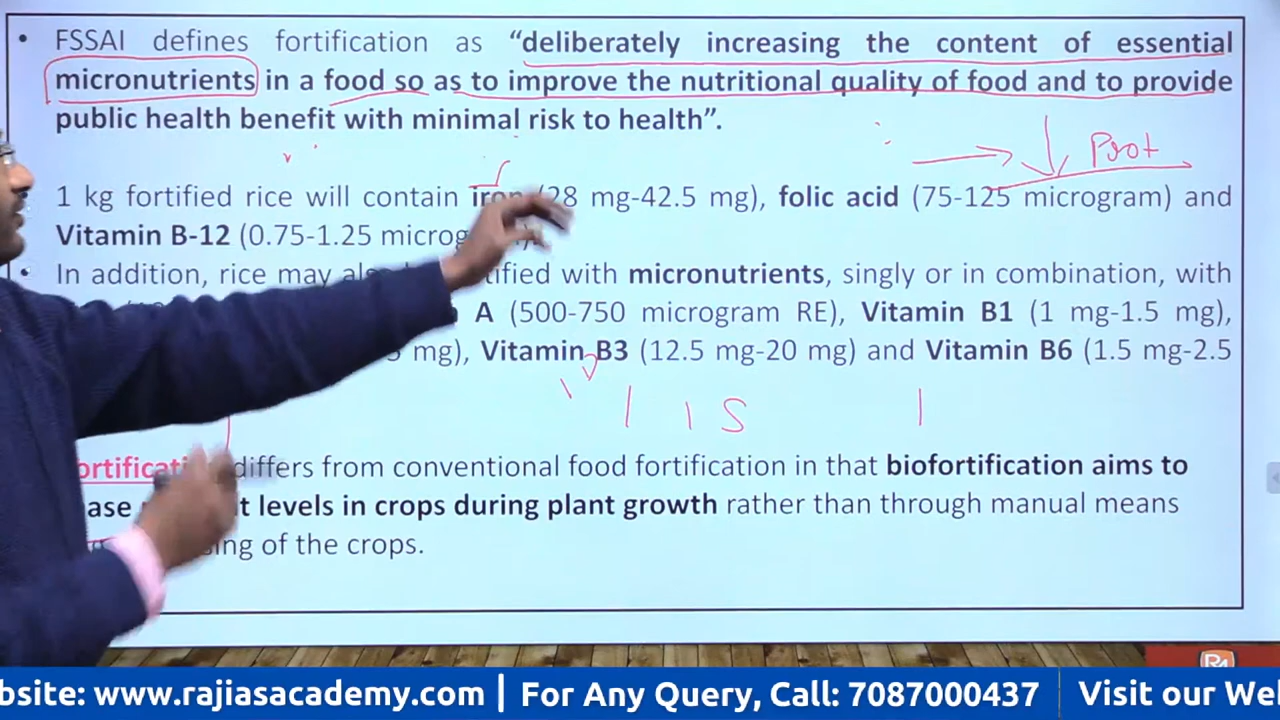 • FSSAI defines fortification as “deliberately increasing the content of essential
micronutrients in a food so as to improve the nutritional quality of food and to provide
public health benefit with minimal risk to health”.
Prot
1 kg fortified rice will contain iron (28 mg-42.5 mg), folic acid (75-125 microgram) and
Vitamin B-12 (0.75-1.25
• In addition, rice may with micronutrients, singly or in combination, with
A (500-750 microgram RE), Vitamin B1 (1 mg-1.5 mg),
mg), Vitamin B3 (12.5 mg-20 mg) and Vitamin B6 (1.5 mg-2.5
differs from conventional food fortification in that biofortification aims to
levels in crops during plant growth rather than through manual means
of the crops.
bsite: www.rajiasacademy.com | For Any Query, Call: 7087000437 | Visit our Wel